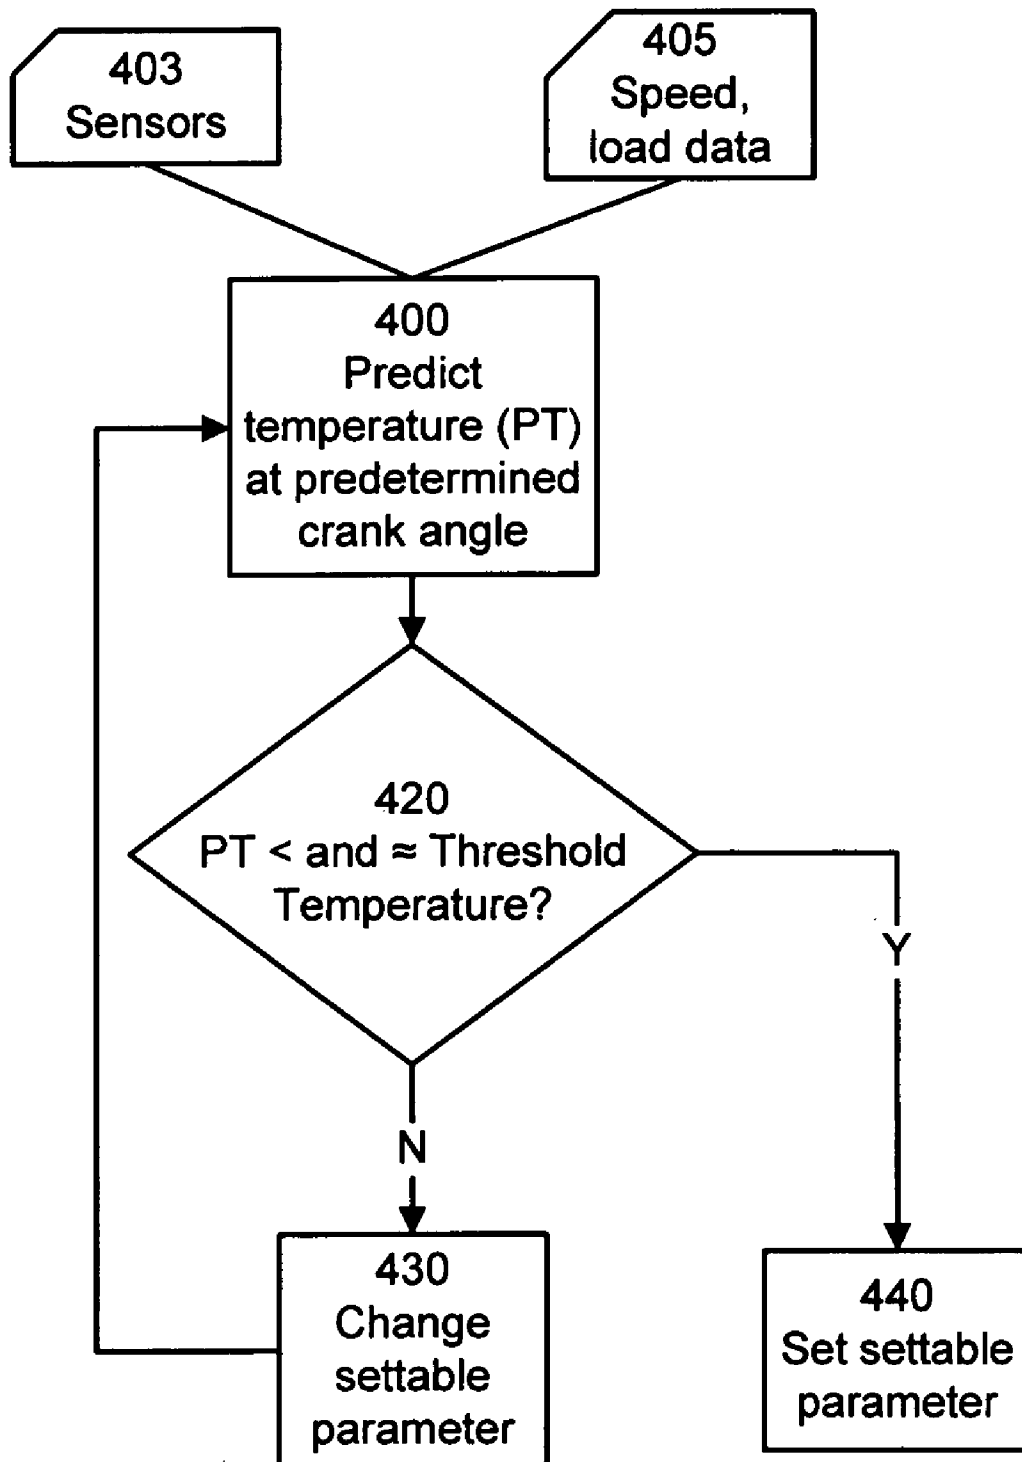 403
Sensors
405
Speed,
load data
400
Predict
temperature (PT)
at predetermined
crank angle
420
PT < and ≈ Threshold
Temperature?
Y
N
430
Change
settable
parameter
440
Set settable
parameter